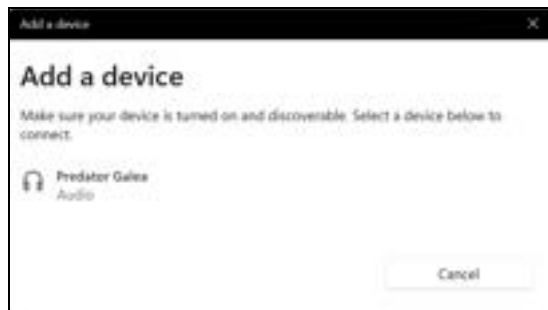 Add a device
Add a device
Make sure your device is turned on and discoverable. Select a device below to
connect.
Predator Galea
Audio
Cancel